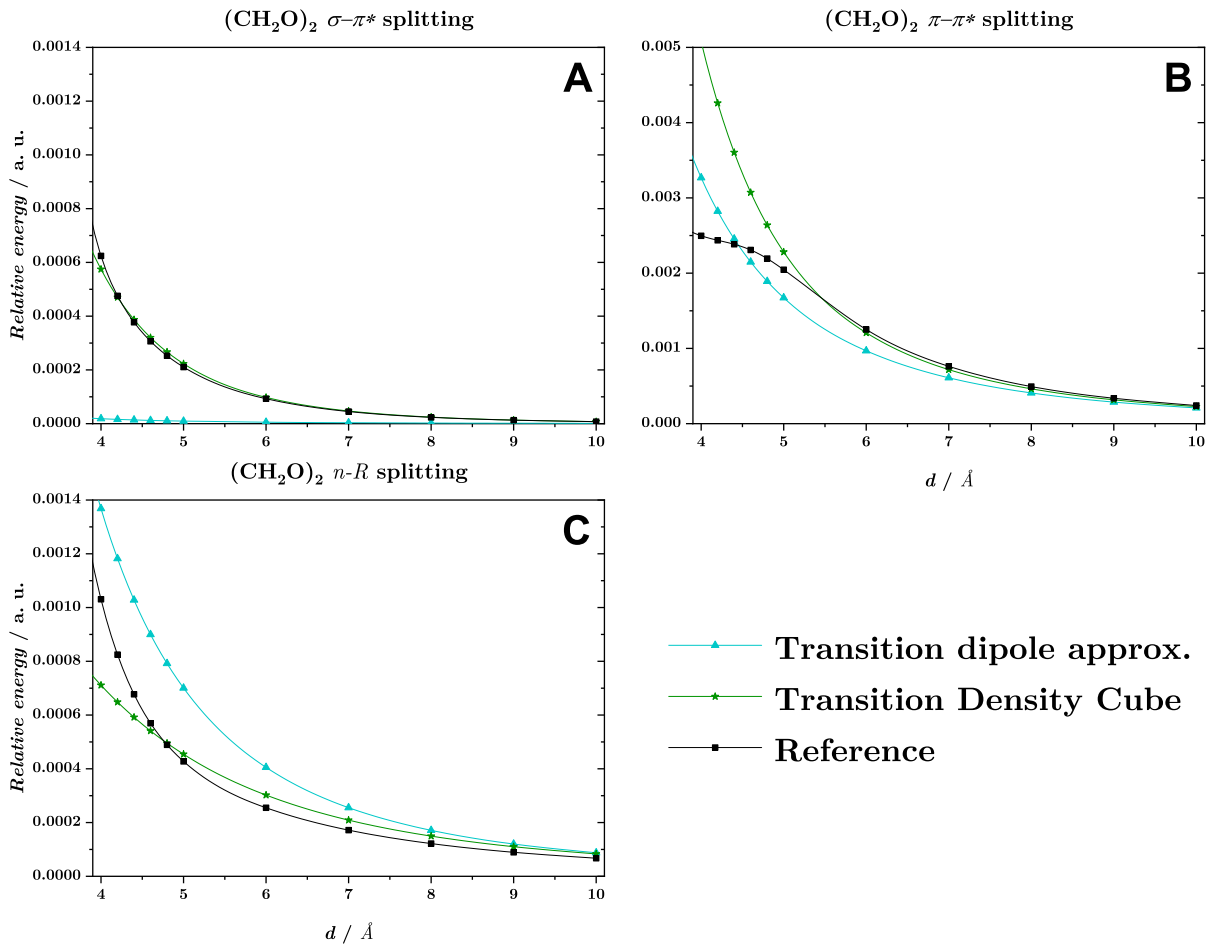 (CH₂O)₂ σ–π* splitting
A
0.0014
0.0012
0.0010
0.0008
0.0006
0.0004
0.0002
0.0000
Relative energy / a. u.
4 5 6 7 8 9 10
(CH₂O)₂ π–π* splitting
B
0.005
0.004
0.003
0.002
0.001
0.000
4 5 6 7 8 9 10
d / Å
(CH₂O)₂ n-R splitting
C
0.0014
0.0012
0.0010
0.0008
0.0006
0.0004
0.0002
0.0000
Relative energy / a. u.
4 5 6 7 8 9 10
d / Å
Transition dipole approx.
Transition Density Cube
Reference